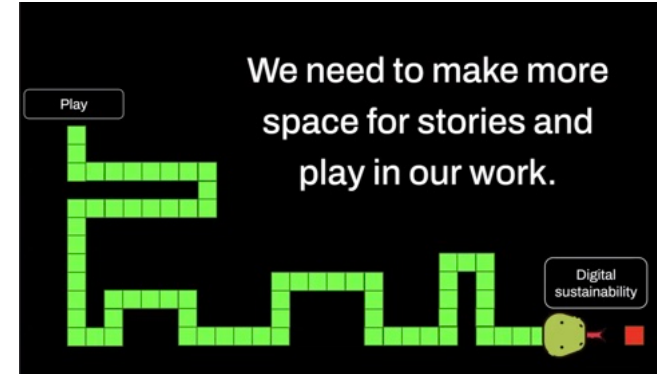 We need to make more
space for stories and
play in our work.
Play
Digital
sustainability